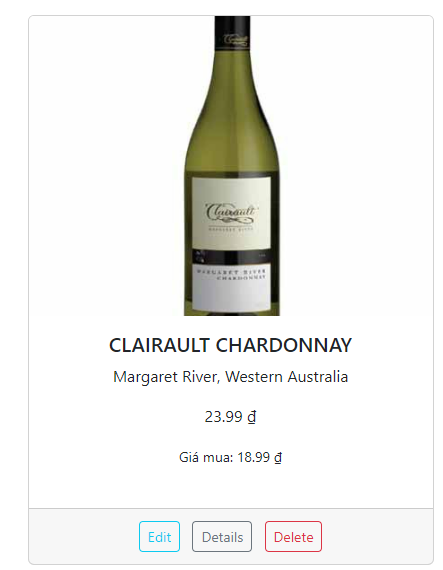 Clairault
Clairault
MARGARET RIVER
MARGARET RIVER
CHARDONNAY
CLAIRAULT CHARDONNAY
Margaret River, Western Australia
23.99 ₫
Giá mua: 18.99 ₫
Edit Details Delete